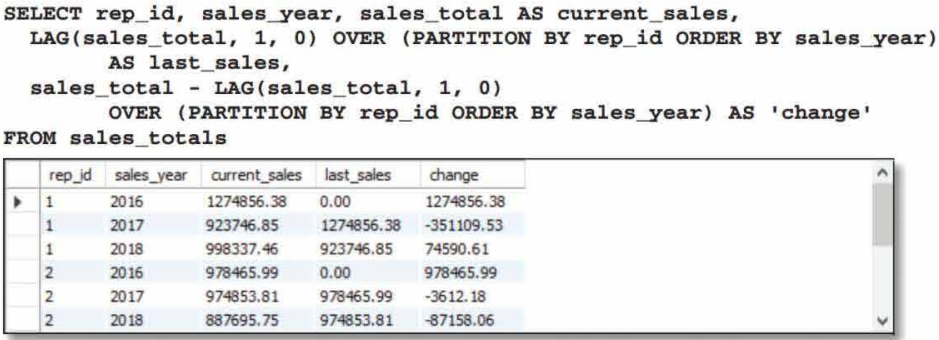 SELECT rep_id, sales_year, sales_total AS current_sales,
LAG(sales_total, 1, 0) OVER (PARTITION BY rep_id ORDER BY sales_year)
AS last_sales,
sales_total - LAG(sales_total, 1, 0)
OVER (PARTITION BY rep_id ORDER BY sales_year) AS 'change'
FROM sales_totals
rep_id sales_year current_sales last_sales change
1 2016 1274856.38 0.00 1274856.38
1 2017 923746.85 1274856.38 -351109.53
1 2018 998337.46 923746.85 74590.61
2 2016 978465.99 0.00 978465.99
2 2017 974853.81 978465.99 -3612.18
2 2018 887695.75 974853.81 -87158.06